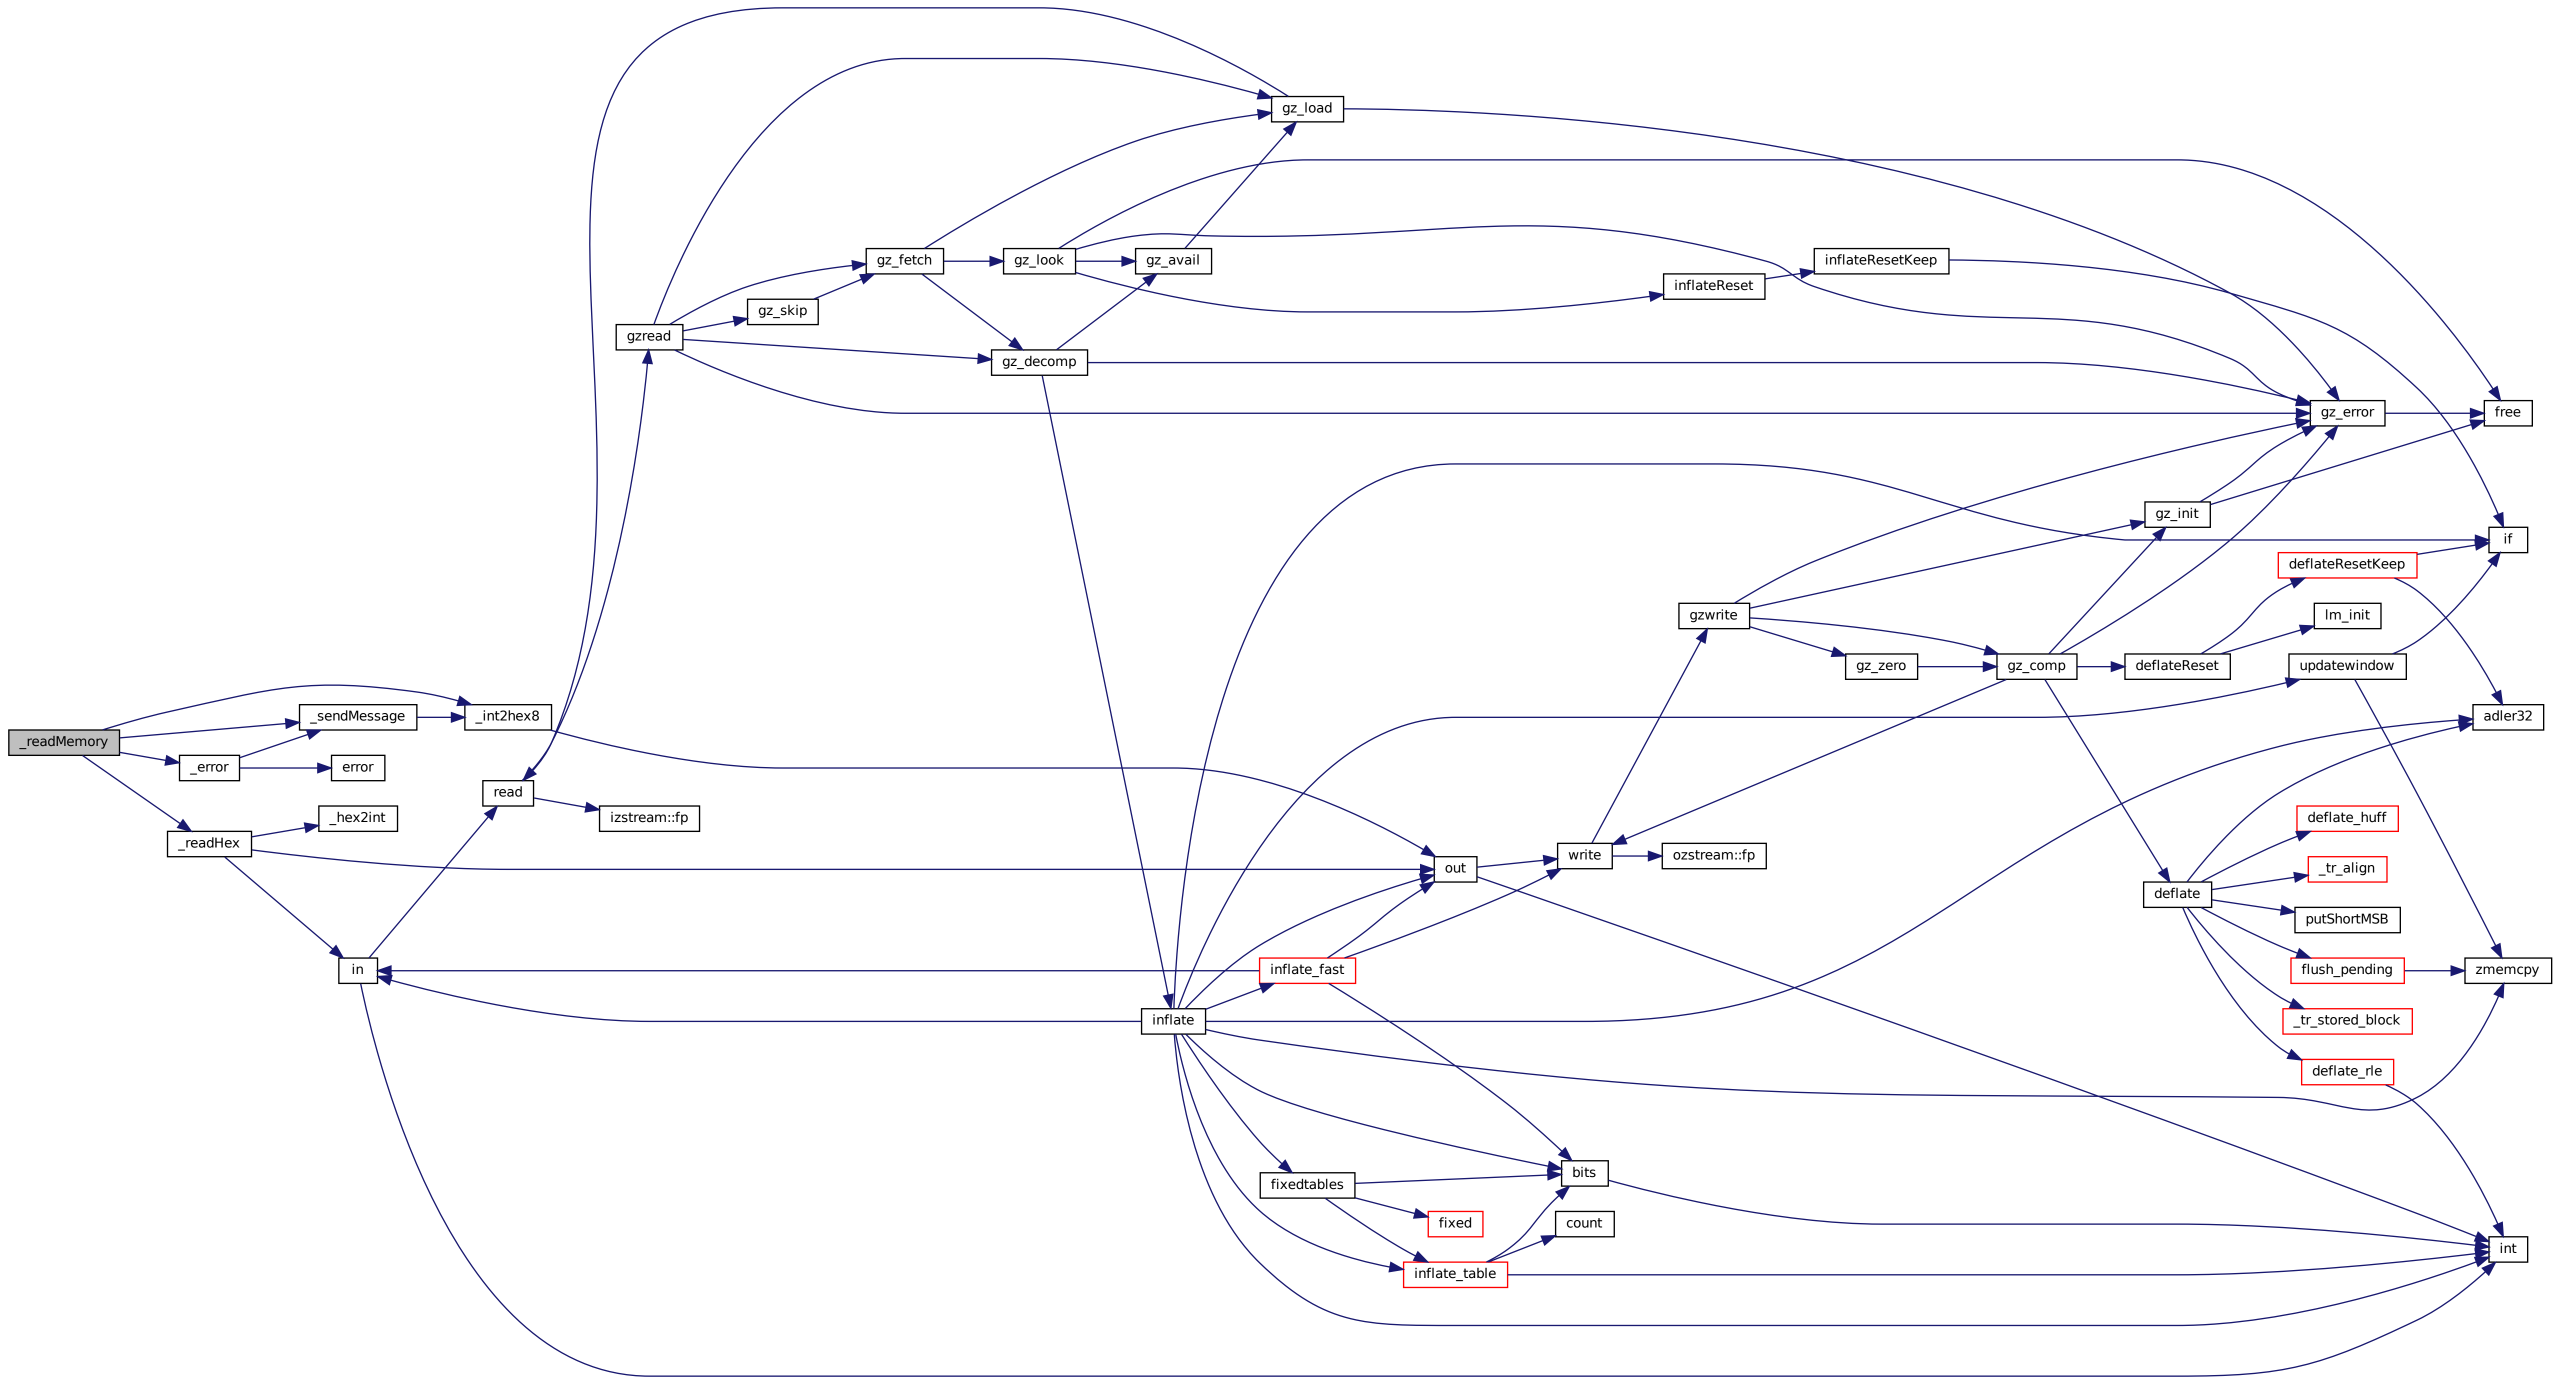 _readMemory
_sendMessage
_int2hex8
_error
error
_readHex
_hex2int
in
read
izstream::fp
gzread
gz_skip
gz_fetch
gz_look
gz_decomp
gz_avail
gz_load
inflate
inflate_fast
fixedtables
fixed
inflate_table
bits
count
out
write
ozstream::fp
inflateReset
inflateResetKeep
gzwrite
gz_zero
gz_comp
gz_init
deflateReset
deflateResetKeep
lm_init
updatewindow
gz_error
free
if
adler32
deflate
deflate_huff
_tr_align
putShortMSB
flush_pending
_tr_stored_block
deflate_rle
zmemcpy
int